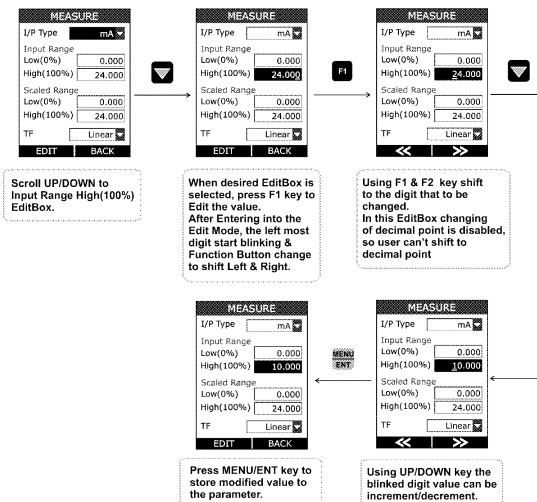 MEASURE
I/P Type mA
Input Range
Low(0%) 0.000
High(100%) 24.000
Scaled Range
Low(0%) 0.000
High(100%) 24.000
TF Linear
EDIT BACK
Scroll UP/DOWN to
Input Range High(100%)
EditBox.
MEASURE
I/P Type mA
Input Range
Low(0%) 0.000
High(100%) 24.000
Scaled Range
Low(0%) 0.000
High(100%) 24.000
TF Linear
EDIT BACK
When desired EditBox is
selected, press F1 key to
Edit the value.
After Entering into the
Edit Mode, the left most
digit start blinking &
Function Button change
to shift Left & Right.
F1
MEASURE
I/P Type mA
Input Range
Low(0%) 0.000
High(100%) 24.000
Scaled Range
Low(0%) 0.000
High(100%) 24.000
TF Linear
<< >>
Using F1 & F2 key shift
to the digit that to be
changed.
In this EditBox changing
of decimal point is disabled,
so user can't shift to
decimal point
MEASURE
I/P Type mA
Input Range
Low(0%) 0.000
High(100%) 10.000
Scaled Range
Low(0%) 0.000
High(100%) 24.000
TF Linear
EDIT BACK
Press MENU/ENT key to
store modified value to
the parameter.
MENU
ENT
MEASURE
I/P Type mA
Input Range
Low(0%) 0.000
High(100%) 10.000
Scaled Range
Low(0%) 0.000
High(100%) 24.000
TF Linear
<< >>
Using UP/DOWN key the
blinked digit value can be
increment/decrement.